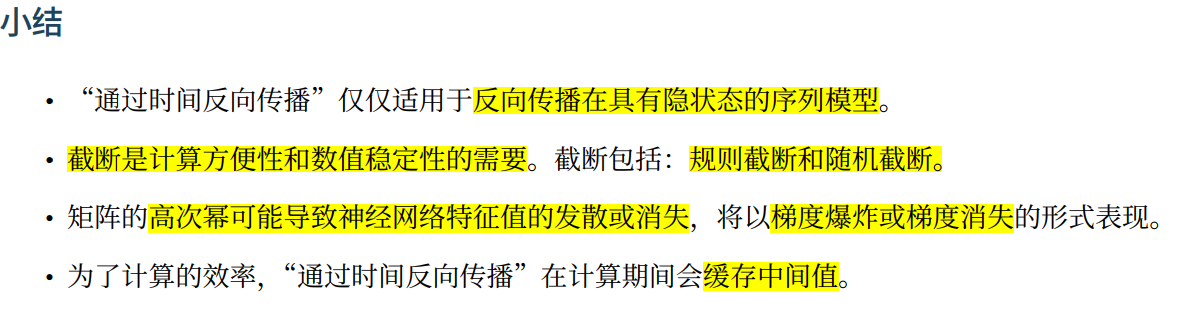 小结
• “通过时间反向传播”仅仅适用于反向传播在具有隐状态的序列模型。
• 截断是计算方便性和数值稳定性的需要。截断包括：规则截断和随机截断。
• 矩阵的高次幂可能导致神经网络特征值的发散或消失，将以梯度爆炸或梯度消失的形式表现。
• 为了计算的效率，“通过时间反向传播”在计算期间会缓存中间值。